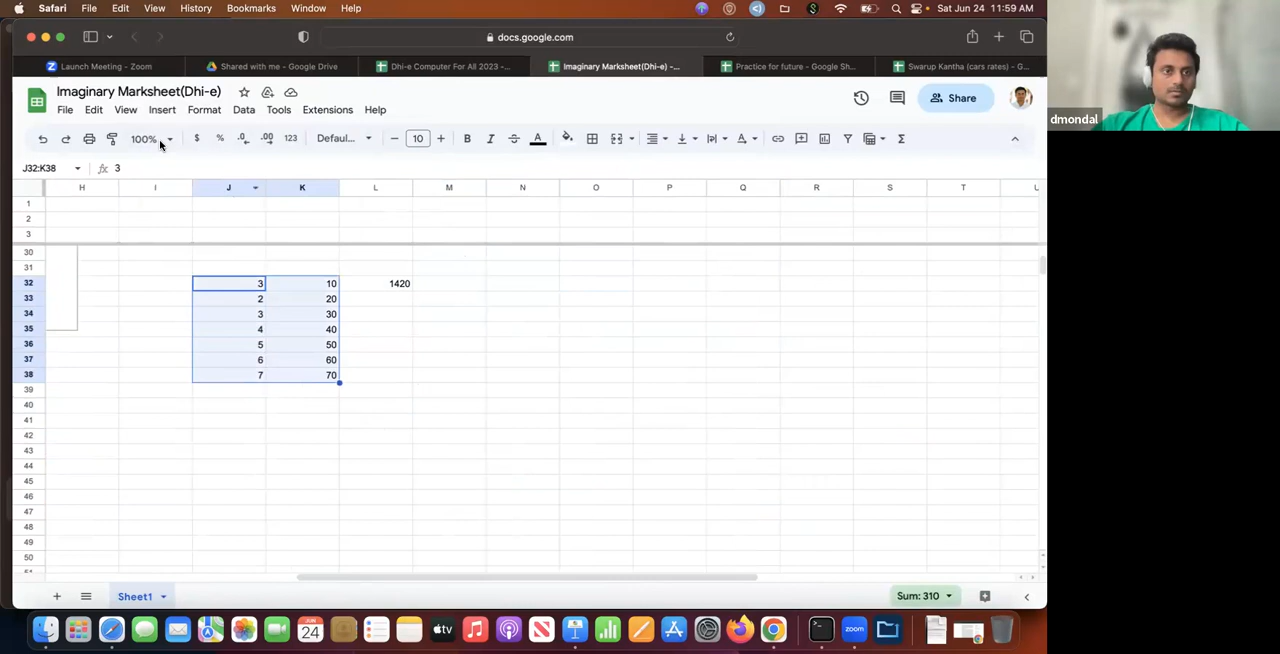 Safari File Edit View History Bookmarks Window Help Sat Jun 24 11:59 AM
docs.google.com
Launch Meeting - Zoom Shared with me - Google Drive Dhi-e Computer For All 2023 -... Imaginary Marksheet(Dhi-e) -... Practice for future - Google Sh... Swarup Kantha (cars rates) - G...
Imaginary Marksheet(Dhi-e)
File Edit View Insert Format Data Tools Extensions Help
Share
dmondal
100% $ % .0 .00 123 Defaul... 10 B I S A Σ
J32:K38 fx 3
H I J K L M N O P Q R S T U
1
2
3
30
31
32 3 10 1420
33 2 20
34 3 30
35 4 40
36 5 50
37 6 60
38 7 70
39
40
41
42
43
44
45
46
47
48
49
50
51
Sheet1 Sum: 310
JUN
24
tv
zoom